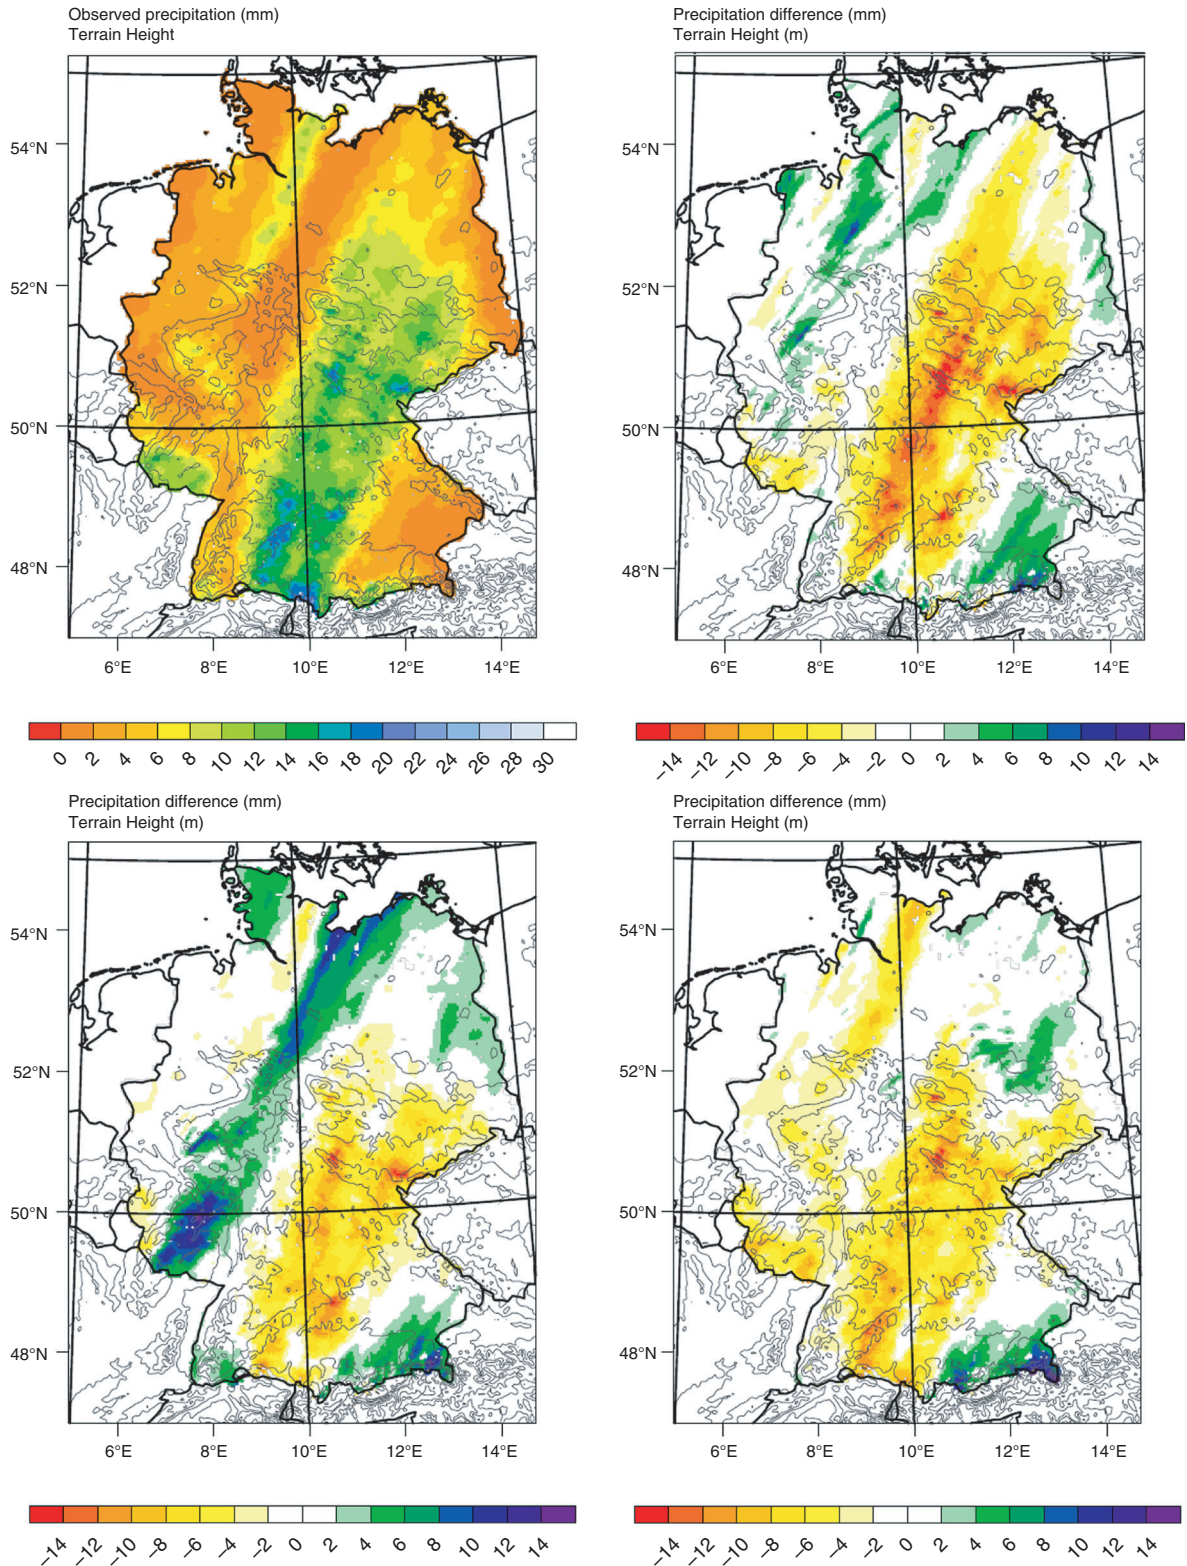 Observed precipitation (mm)
Terrain Height
54°N
52°N
50°N
48°N
6°E 8°E 10°E 12°E 14°E
0 2 4 6 8 10 12 14 16 18 20 22 24 26 28 30
Precipitation difference (mm)
Terrain Height (m)
54°N
52°N
50°N
48°N
6°E 8°E 10°E 12°E 14°E
−14 −12 −10 −8 −6 −4 −2 0 2 4 6 8 10 12 14
Precipitation difference (mm)
Terrain Height (m)
54°N
52°N
50°N
48°N
6°E 8°E 10°E 12°E 14°E
−14 −12 −10 −8 −6 −4 −2 0 2 4 6 8 10 12 14
Precipitation difference (mm)
Terrain Height (m)
54°N
52°N
50°N
48°N
6°E 8°E 10°E 12°E 14°E
−14 −12 −10 −8 −6 −4 −2 0 2 4 6 8 10 12 14